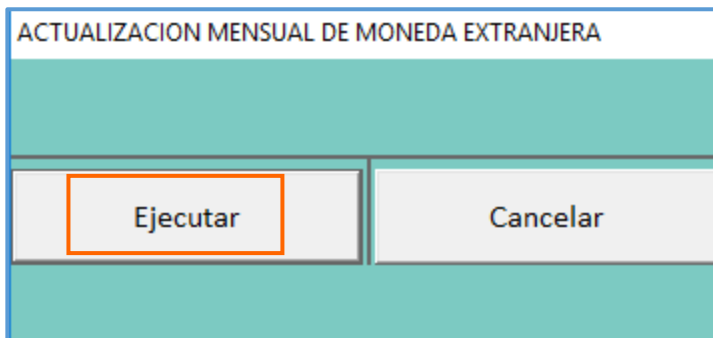 ACTUALIZACION MENSUAL DE MONEDA EXTRANJERA
Ejecutar
Cancelar